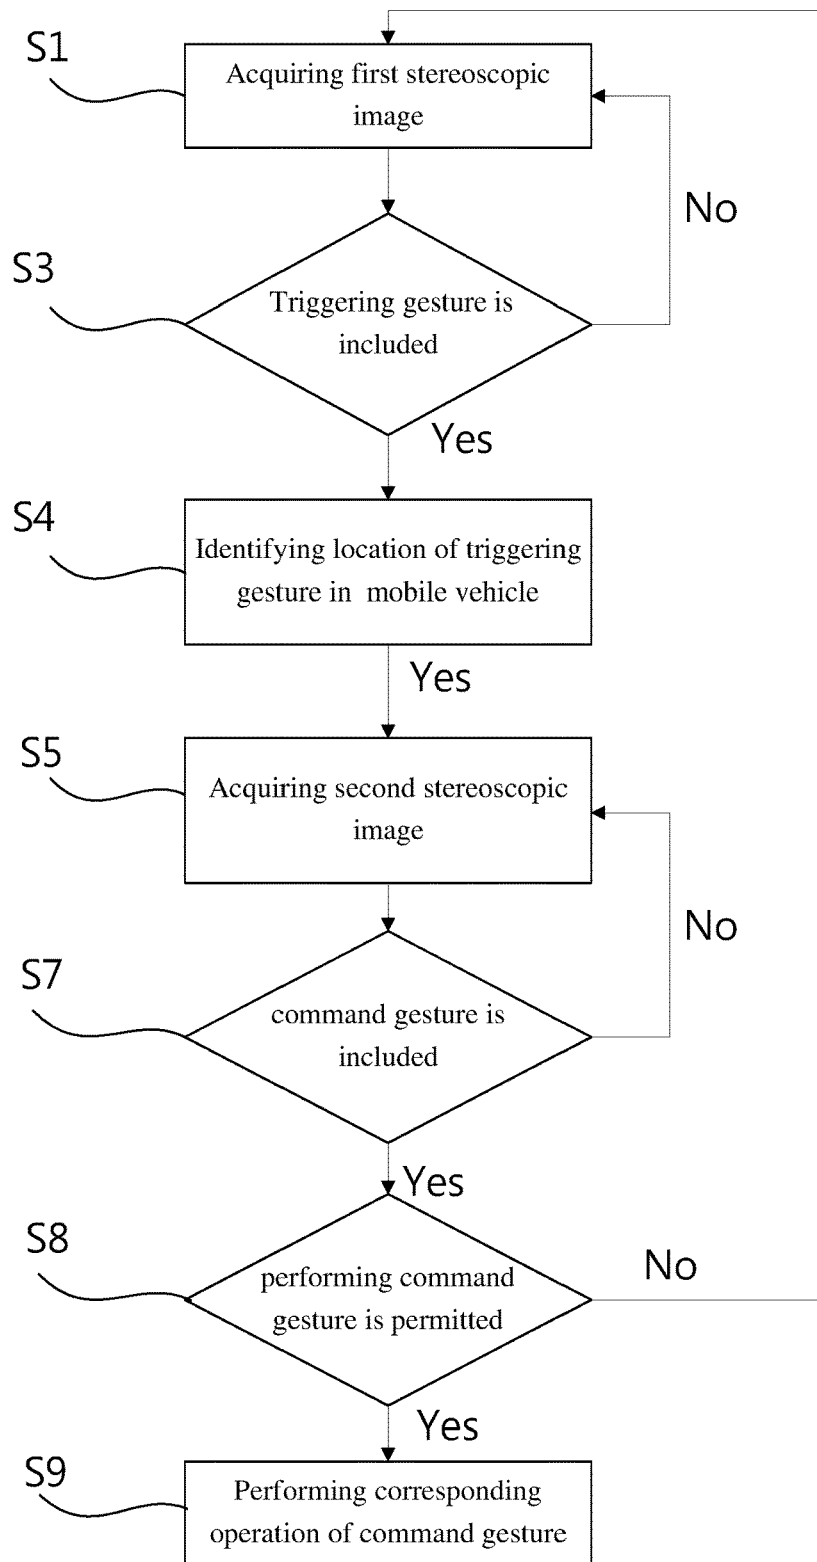 S1
Acquiring first stereoscopic
image
No
S3
Triggering gesture is
included
Yes
S4
Identifying location of triggering
gesture in mobile vehicle
Yes
S5
Acquiring second stereoscopic
image
No
S7
command gesture is
included
Yes
S8
No
performing command
gesture is permitted
Yes
S9
Performing corresponding
operation of command gesture